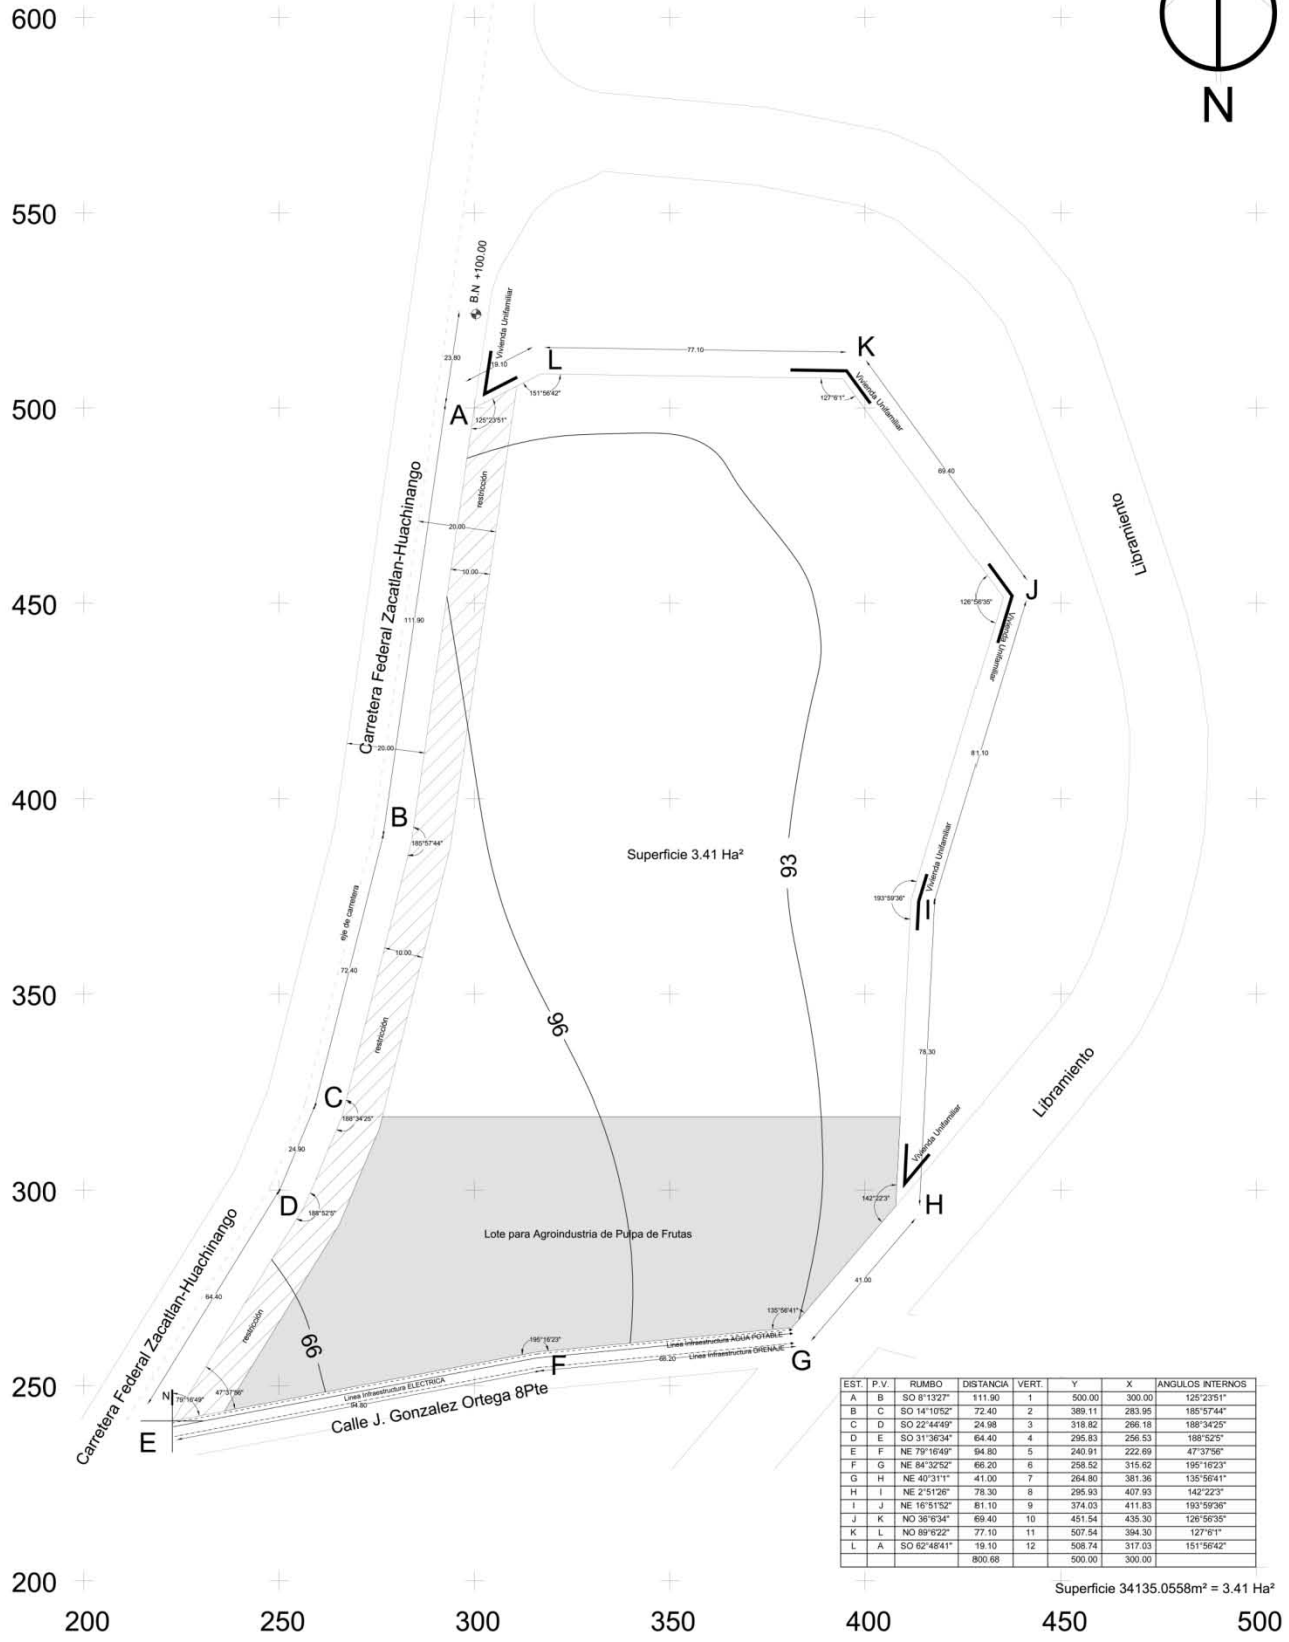 600
N
550
B.N +100.00
Vivienda Unifamiliar
23.80
19.10
L
77.10
K
151°56'42"
127°6'1"
Vivienda Unifamiliar
500
A
125°23'51"
69.40
restricción
Carretera Federal Zacatlan-Huachinango
20.00
Libramiento
10.00
450
126°56'35"
J
111.90
Vivienda Unifamiliar
20.00
81.10
400
B
185°57'44"
Superficie 3.41 Ha²
93
Vivienda Unifamiliar
eje de carretera
193°59'36"
I
10.00
72.40
350
96
restricción
78.30
Libramiento
C
188°34'25"
24.90
Vivienda Unifamiliar
300
D
188°52'5"
142°22'3"
H
Lote para Agroindustria de Pulpa de Frutas
Carretera Federal Zacatlan-Huachinango
64.40
41.00
restricción
99
135°56'41"
195°16'23"
Linea Infraestructura AGUA POTABLE
F
66.20
Linea Infraestructura DRENAJE
G
250
N
79°16'49"
47°37'56"
Linea Infraestructura ELECTRICA
94.80
E
Calle J. Gonzalez Ortega 8Pte
EST. P.V. RUMBO DISTANCIA VERT. Y X ANGULOS INTERNOS
A B SO 8°13'27" 111.90 1 500.00 300.00 125°23'51"
B C SO 14°10'52" 72.40 2 389.11 283.95 185°57'44"
C D SO 22°44'49" 24.98 3 318.82 266.18 188°34'25"
D E SO 31°36'34" 64.40 4 295.83 256.53 188°52'5"
E F NE 79°16'49" 94.80 5 240.91 222.69 47°37'56"
F G NE 84°32'52" 66.20 6 258.52 315.62 195°16'23"
G H NE 40°31'1" 41.00 7 264.80 381.36 135°56'41"
H I NE 2°51'26" 78.30 8 295.93 407.93 142°22'3"
I J NE 16°51'52" 81.10 9 374.03 411.83 193°59'36"
J K NO 36°6'34" 69.40 10 451.54 435.30 126°56'35"
K L NO 89°6'22" 77.10 11 507.54 394.30 127°6'1"
L A SO 62°48'41" 19.10 12 508.74 317.03 151°56'42"
800.68 500.00 300.00
Superficie 34135.0558m² = 3.41 Ha²
200
200 250 300 350 400 450 500